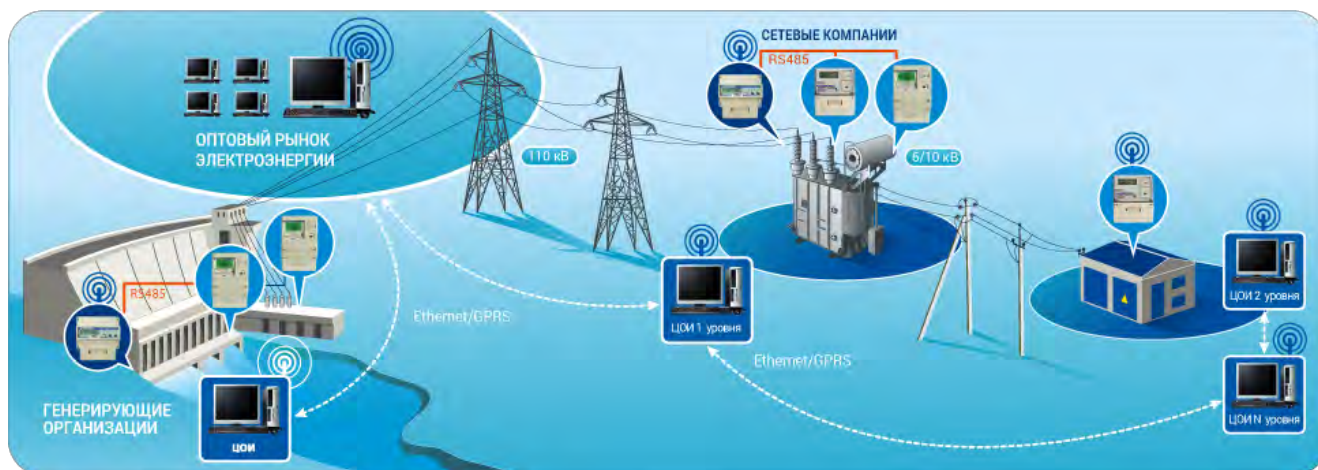 СЕТЕВЫЕ КОМПАНИИ
RS485
ОПТОВЫЙ РЫНОК
ЭЛЕКТРОЭНЕРГИИ
110 кВ
6/10 кВ
RS485
Ethernet/GPRS
ЦОИ 1 уровня
ЦОИ 2 уровня
Ethernet/GPRS
ГЕНЕРИРУЮЩИЕ
ОРГАНИЗАЦИИ
ЦОИ
ЦОИ N уровня